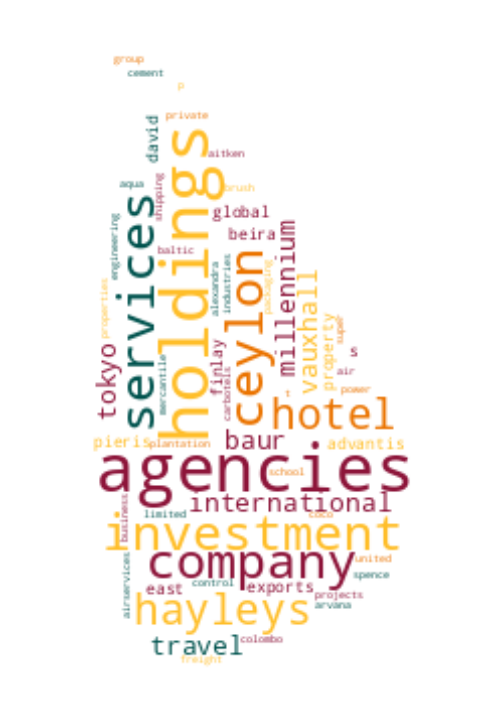 group
cement
p
private
david
holdings
aitken
aqua
shipping
brush
services
global
engineering
beira
millennium
baltic
ceylon
alexandra
industries
packaging
vauxhall
properties
property
super
tokyo
finlay
mercantile
carbotels
s
air
t
power
hotel
pieris
plantation
baur
advantis
agencies
school
international
business
limited
coco
investment
company
united
airservices
spence
east
control
exports
projects
hayleys
arvana
travel
colombo
freight